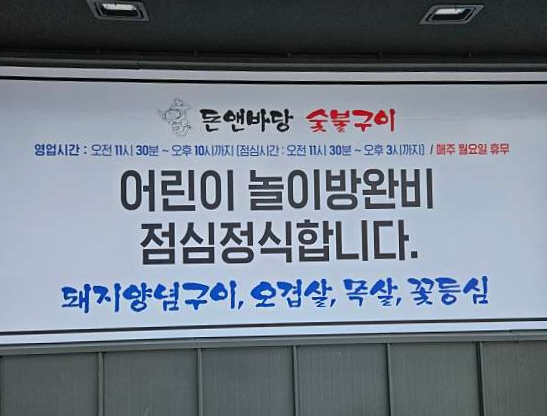 돈앤바당 숯불구이
영업시간 : 오전 11시 30분 ~ 오후 10시까지 (점심시간 : 오전 11시 30분 ~ 오후 3시까지) / 매주 월요일 휴무
어린이 놀이방완비
점심정식합니다.
돼지양념구이, 오겹살, 목살, 꽃등심